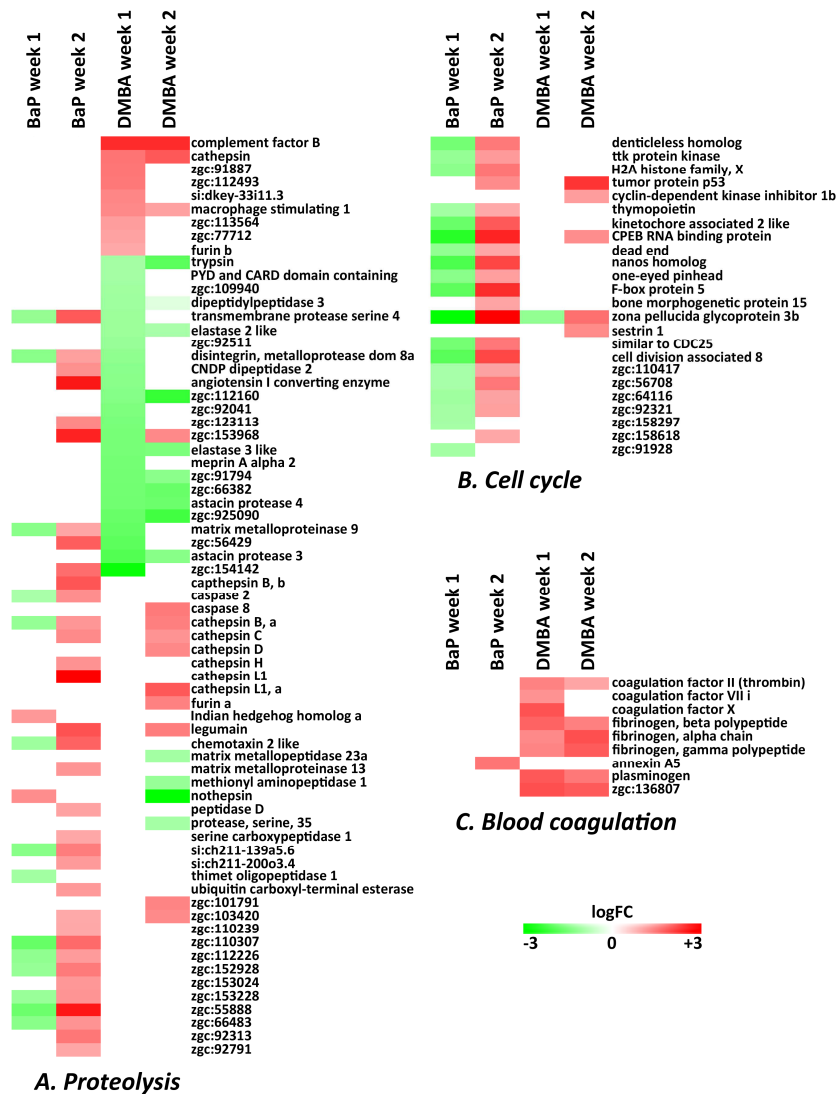 BaP week 1
BaP week 2
DMBA week 1
DMBA week 2
complement factor B
cathepsin
zgc:91887
zgc:112493
si:dkey-33i11.3
macrophage stimulating 1
zgc:113564
zgc:77712
furin b
trypsin
PYD and CARD domain containing
zgc:109940
dipeptidylpeptidase 3
transmembrane protease serine 4
elastase 2 like
zgc:92511
disintegrin, metalloprotease dom 8a
CNDP dipeptidase 2
angiotensin I converting enzyme
zgc:112160
zgc:92041
zgc:123113
zgc:153968
elastase 3 like
meprin A alpha 2
zgc:91794
zgc:66382
astacin protease 4
zgc:925090
matrix metalloproteinase 9
zgc:56429
astacin protease 3
zgc:154142
capthepsin B, b
caspase 2
caspase 8
cathepsin B, a
cathepsin C
cathepsin D
cathepsin H
cathepsin L1
cathepsin L1, a
furin a
Indian hedgehog homolog a
legumain
chemotaxin 2 like
matrix metallopeptidase 23a
matrix metalloproteinase 13
methionyl aminopeptidase 1
nothepsin
peptidase D
protease, serine, 35
serine carboxypeptidase 1
si:ch211-139a5.6
si:ch211-200o3.4
thimet oligopeptidase 1
ubiquitin carboxyl-terminal esterase
zgc:101791
zgc:103420
zgc:110239
zgc:110307
zgc:112226
zgc:152928
zgc:153024
zgc:153228
zgc:55888
zgc:66483
zgc:92313
zgc:92791
A. Proteolysis
BaP week 1
BaP week 2
DMBA week 1
DMBA week 2
denticleless homolog
ttk protein kinase
H2A histone family, X
tumor protein p53
cyclin-dependent kinase inhibitor 1b
thymopoietin
kinetochore associated 2 like
CPEB RNA binding protein
dead end
nanos homolog
one-eyed pinhead
F-box protein 5
bone morphogenetic protein 15
zona pellucida glycoprotein 3b
sestrin 1
similar to CDC25
cell division associated 8
zgc:110417
zgc:56708
zgc:64116
zgc:92321
zgc:158297
zgc:158618
zgc:91928
B. Cell cycle
BaP week 1
BaP week 2
DMBA week 1
DMBA week 2
coagulation factor II (thrombin)
coagulation factor VII i
coagulation factor X
fibrinogen, beta polypeptide
fibrinogen, alpha chain
fibrinogen, gamma polypeptide
annexin A5
plasminogen
zgc:136807
C. Blood coagulation
logFC
-3 0 +3